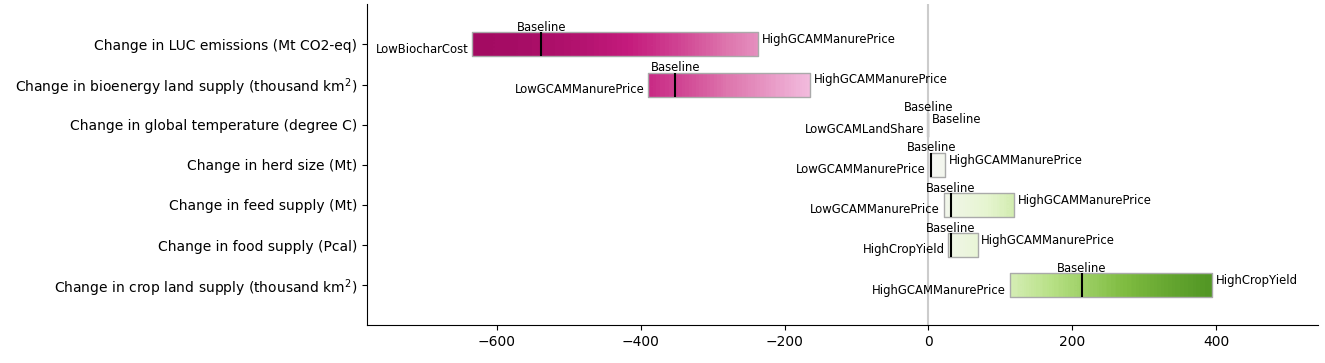 Baseline
Change in LUC emissions (Mt CO2-eq)
LowBiocharCost
HighGCAMManurePrice
Baseline
Change in bioenergy land supply (thousand km²)
LowGCAMManurePrice
HighGCAMManurePrice
Baseline
Change in global temperature (degree C)
LowGCAMLandShare
Baseline
Baseline
Change in herd size (Mt)
LowGCAMManurePrice
HighGCAMManurePrice
Baseline
Change in feed supply (Mt)
LowGCAMManurePrice
HighGCAMManurePrice
Baseline
Change in food supply (Pcal)
HighCropYield
HighGCAMManurePrice
Baseline
Change in crop land supply (thousand km²)
HighGCAMManurePrice
HighCropYield
−600 −400 −200 0 200 400